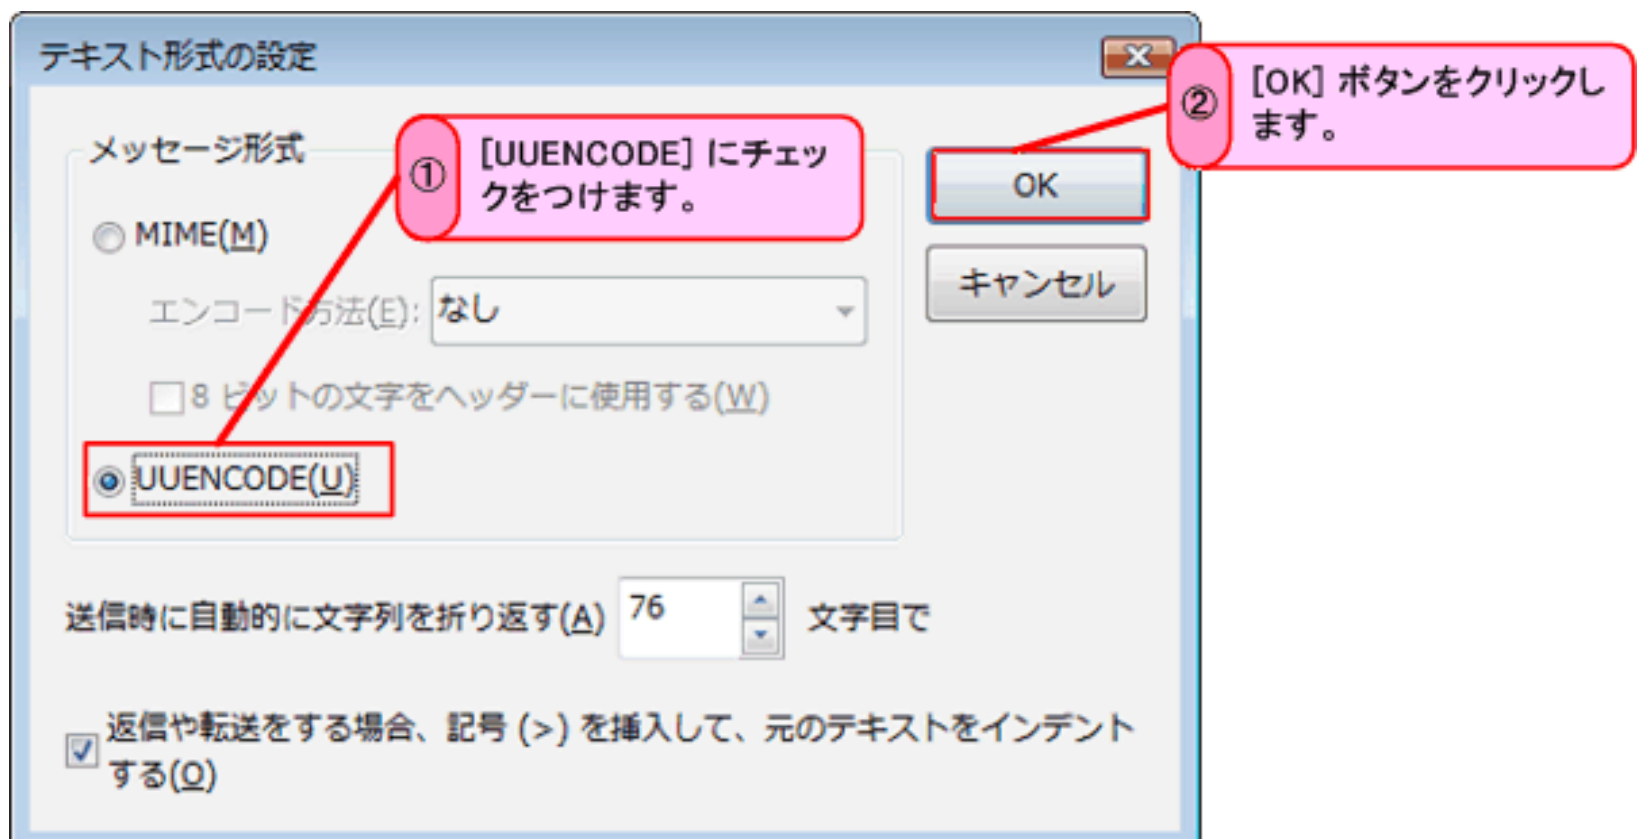 テキスト形式の設定
②
[OK] ボタンをクリックし
ます。
メッセージ形式
①
[UUENCODE] にチェッ
クをつけます。
OK
MIME(M)
キャンセル
エンコード方法(E):
なし
8 ビットの文字をヘッダーに使用する(W)
UUENCODE(U)
送信時に自動的に文字列を折り返す(A) 76 文字目で
返信や転送をする場合、記号 (>) を挿入して、元のテキストをインデント
する(O)